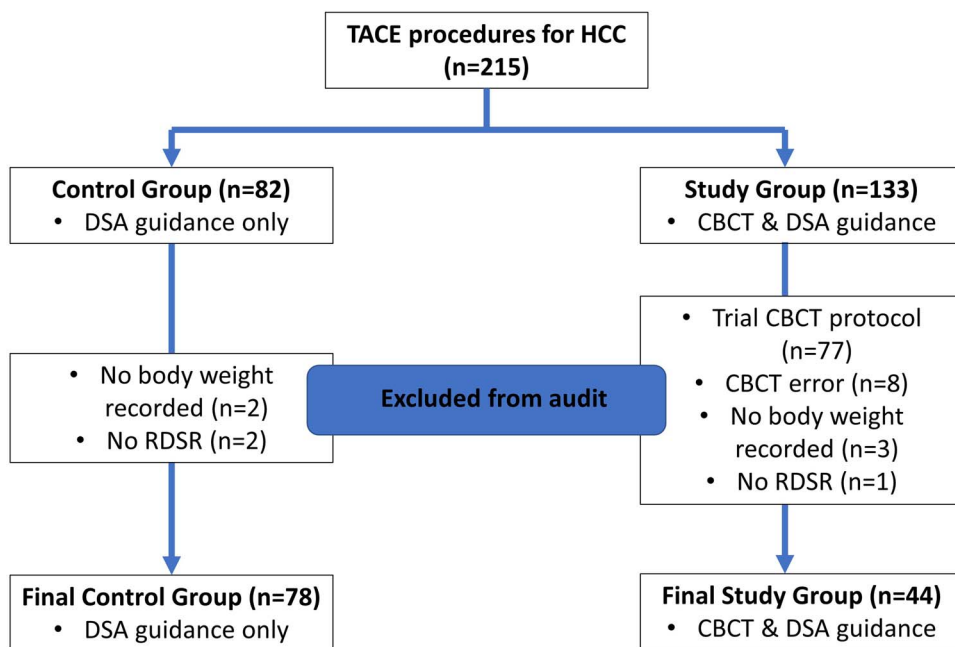 TACE procedures for HCC
(n=215)
Control Group (n=82)
• DSA guidance only
Study Group (n=133)
• CBCT & DSA guidance
• No body weight
recorded (n=2)
• No RDSR (n=2)
Excluded from audit
• Trial CBCT protocol
(n=77)
• CBCT error (n=8)
• No body weight
recorded (n=3)
• No RDSR (n=1)
Final Control Group (n=78)
• DSA guidance only
Final Study Group (n=44)
• CBCT & DSA guidance